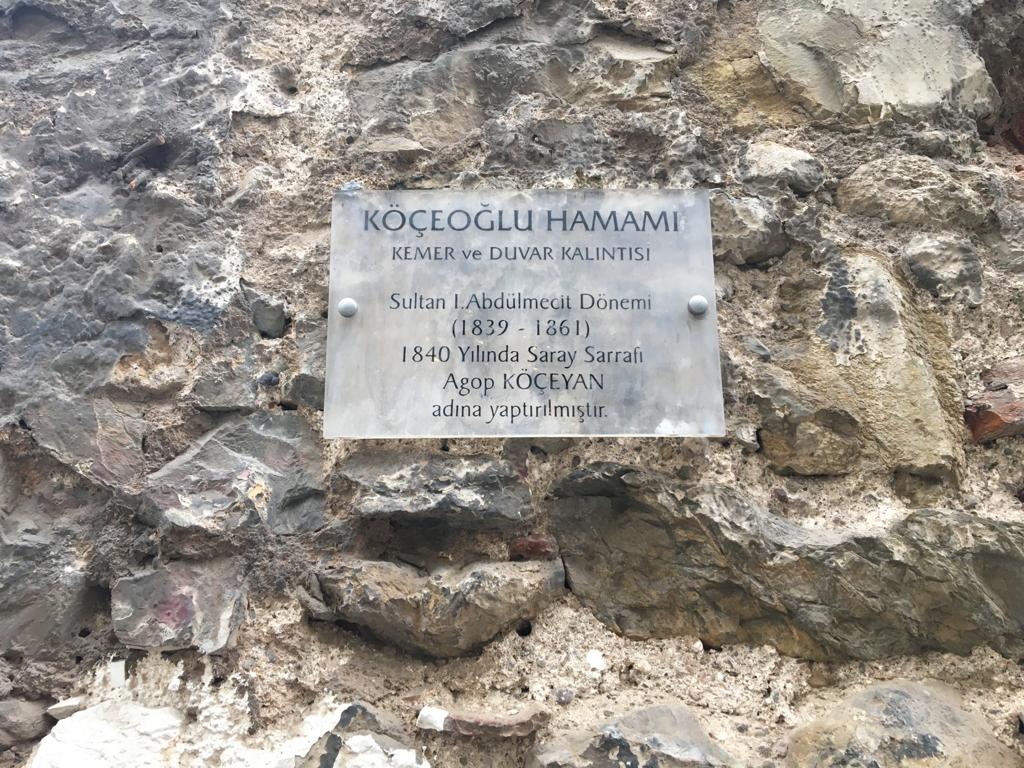 KÖÇEOĞLU HAMAMI
KEMER ve DUVAR KALINTISI
Sultan I.Abdülmecit Dönemi
(1839 - 1861)
1840 Yılında Saray Sarrafı
Agop KÖÇEYAN
adına yaptırılmıştır.